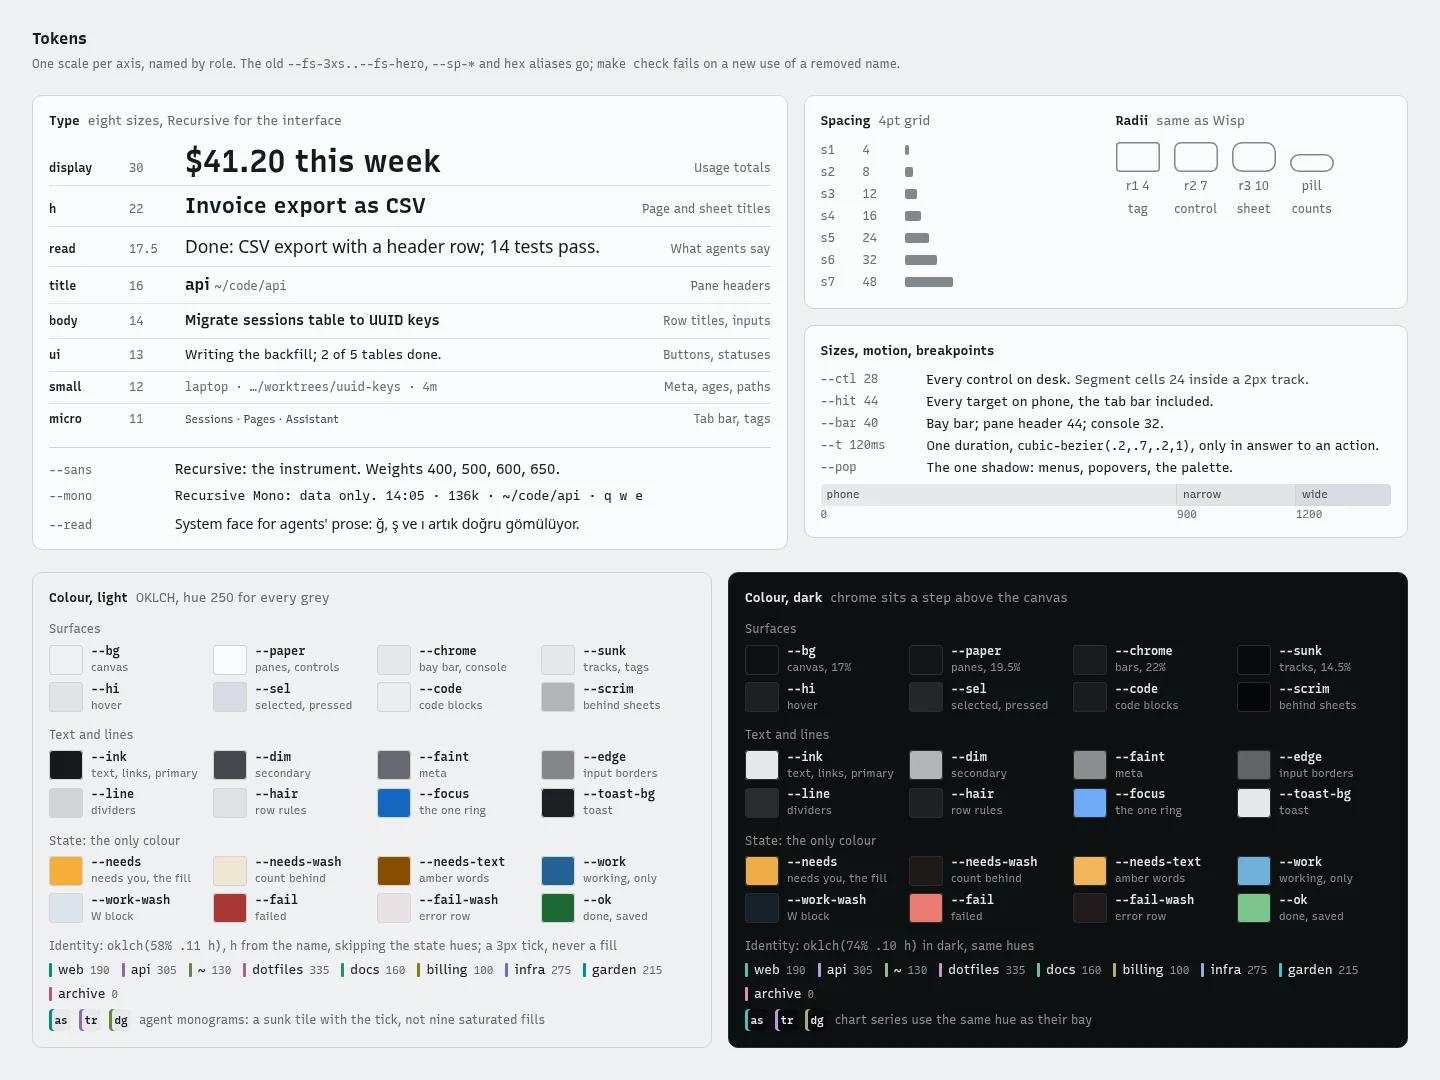 Tokens
One scale per axis, named by role. The old --fs-3xs..--fs-hero, --sp-* and hex aliases go; make check fails on a new use of a removed name.
Type eight sizes, Recursive for the interface
display 30 $41.20 this week Usage totals
h 22 Invoice export as CSV Page and sheet titles
read 17.5 Done: CSV export with a header row; 14 tests pass. What agents say
title 16 api ~/code/api Pane headers
body 14 Migrate sessions table to UUID keys Row titles, inputs
ui 13 Writing the backfill; 2 of 5 tables done. Buttons, statuses
small 12 laptop · …/worktrees/uuid-keys · 4m Meta, ages, paths
micro 11 Sessions · Pages · Assistant Tab bar, tags
--sans Recursive: the instrument. Weights 400, 500, 600, 650.
--mono Recursive Mono: data only. 14:05 · 136k · ~/code/api · q w e
--read System face for agents' prose: ğ, ş ve ı artık doğru gömülüyor.
Spacing 4pt grid
s1 4
s2 8
s3 12
s4 16
s5 24
s6 32
s7 48
Radii same as Wisp
r1 4 r2 7 r3 10 pill
tag control sheet counts
Sizes, motion, breakpoints
--ctl 28 Every control on desk. Segment cells 24 inside a 2px track.
--hit 44 Every target on phone, the tab bar included.
--bar 40 Bay bar; pane header 44; console 32.
--t 120ms One duration, cubic-bezier(.2,.7,.2,1), only in answer to an action.
--pop The one shadow: menus, popovers, the palette.
phone narrow wide
0 900 1200
Colour, light OKLCH, hue 250 for every grey
Surfaces
--bg --paper --chrome --sunk
canvas panes, controls bay bar, console tracks, tags
--hi --sel --code --scrim
hover selected, pressed code blocks behind sheets
Text and lines
--ink --dim --faint --edge
text, links, primary secondary meta input borders
--line --hair --focus --toast-bg
dividers row rules the one ring toast
State: the only colour
--needs --needs-wash --needs-text --work
needs you, the fill count behind amber words working, only
--work-wash --fail --fail-wash --ok
W block failed error row done, saved
Identity: oklch(58% .11 h), h from the name, skipping the state hues; a 3px tick, never a fill
web 190 api 305 ~ 130 dotfiles 335 docs 160 billing 100 infra 275 garden 215
archive 0
as tr dg agent monograms: a sunk tile with the tick, not nine saturated fills
Colour, dark chrome sits a step above the canvas
Surfaces
--bg --paper --chrome --sunk
canvas, 17% panes, 19.5% bars, 22% tracks, 14.5%
--hi --sel --code --scrim
hover selected, pressed code blocks behind sheets
Text and lines
--ink --dim --faint --edge
text, links, primary secondary meta input borders
--line --hair --focus --toast-bg
dividers row rules the one ring toast
State: the only colour
--needs --needs-wash --needs-text --work
needs you, the fill count behind amber words working, only
--work-wash --fail --fail-wash --ok
W block failed error row done, saved
Identity: oklch(74% .10 h) in dark, same hues
web 190 api 305 ~ 130 dotfiles 335 docs 160 billing 100 infra 275 garden 215
archive 0
as tr dg chart series use the same hue as their bay